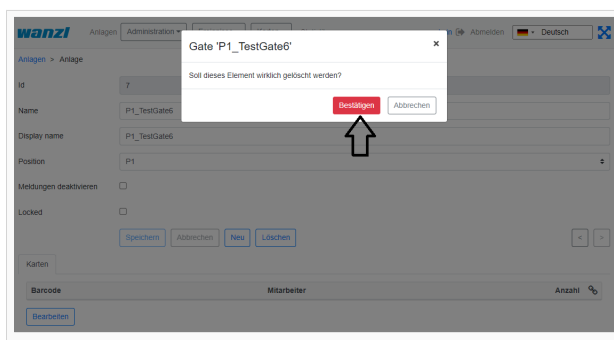 wanzl Anlagen Administration Abmelden Deutsch
Gate 'P1_TestGate6' ×
Anlagen > Anlage
Soll dieses Element wirklich gelöscht werden?
Id 7
Bestätigen Abbrechen
Name P1_TestGate6
Display name P1_TestGate6
Position P1
Meldungen deaktivieren
Locked
Speichern Abbrechen Neu Löschen < >
Karten
Barcode Mitarbeiter Anzahl
Bearbeiten